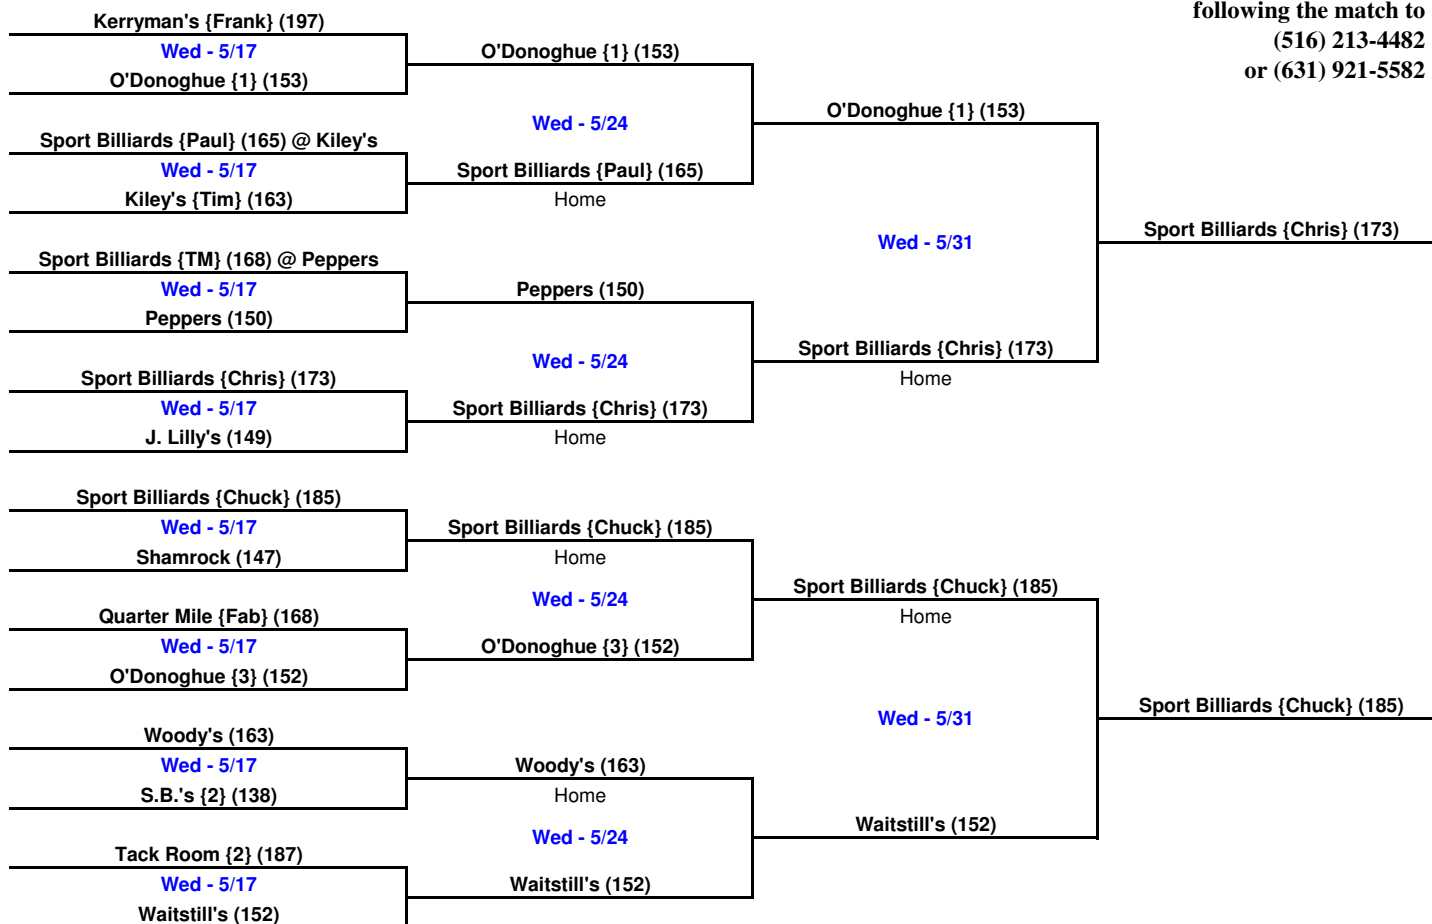 following the match to
(516) 213-4482
or (631) 921-5582
Kerryman's {Frank} (197)
Wed - 5/17
O'Donoghue {1} (153)
Sport Billiards {Paul} (165) @ Kiley's
Wed - 5/17
Kiley's {Tim} (163)
Sport Billiards {TM} (168) @ Peppers
Wed - 5/17
Peppers (150)
Sport Billiards {Chris} (173)
Wed - 5/17
J. Lilly's (149)
Sport Billiards {Chuck} (185)
Wed - 5/17
Shamrock (147)
Quarter Mile {Fab} (168)
Wed - 5/17
O'Donoghue {3} (152)
Woody's (163)
Wed - 5/17
S.B.'s {2} (138)
Tack Room {2} (187)
Wed - 5/17
Waitstill's (152)
O'Donoghue {1} (153)
Wed - 5/24
Sport Billiards {Paul} (165)
Home
Peppers (150)
Wed - 5/24
Sport Billiards {Chris} (173)
Home
Sport Billiards {Chuck} (185)
Home
Wed - 5/24
O'Donoghue {3} (152)
Woody's (163)
Home
Wed - 5/24
Waitstill's (152)
O'Donoghue {1} (153)
Wed - 5/31
Sport Billiards {Chris} (173)
Home
Sport Billiards {Chuck} (185)
Home
Wed - 5/31
Waitstill's (152)
Sport Billiards {Chris} (173)
Sport Billiards {Chuck} (185)